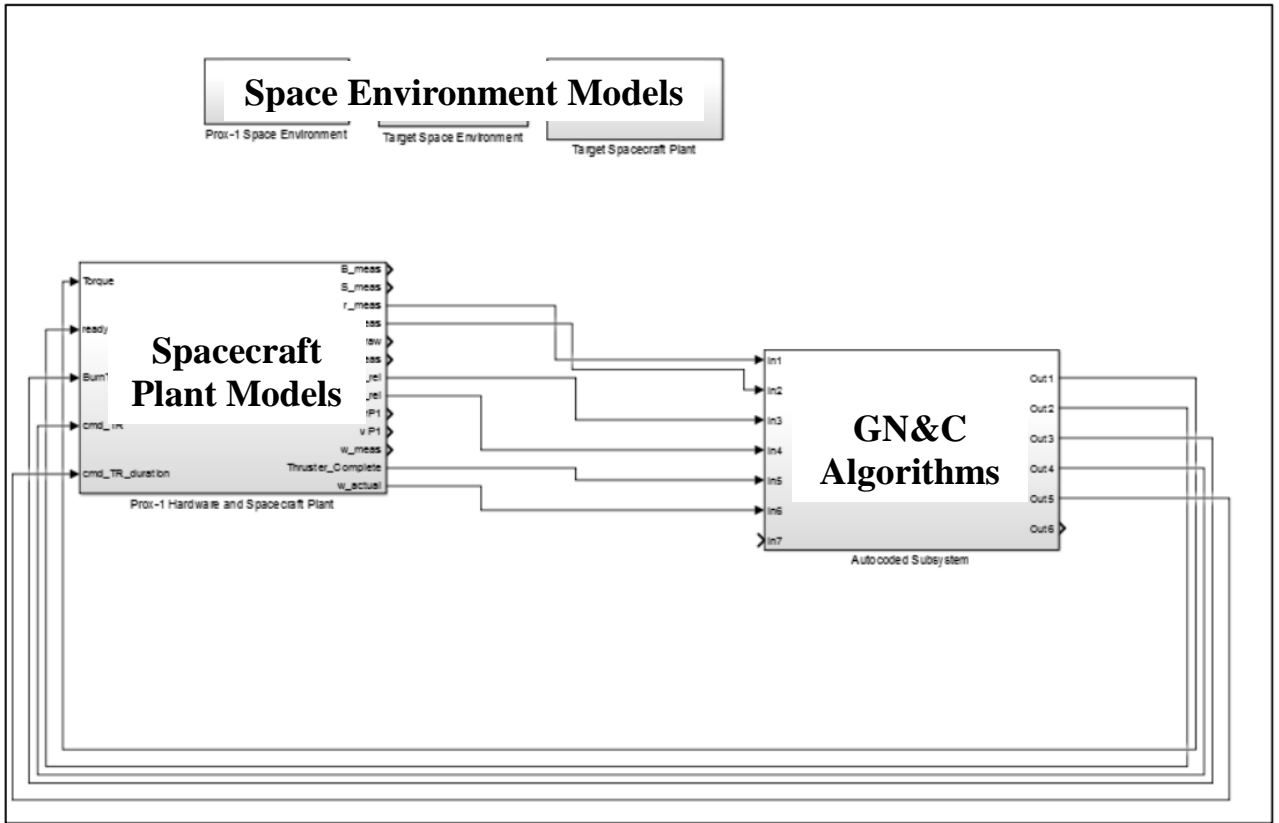 Space Environment Models
Prox-1 Space Environment
Target Space Environment
Target Spacecraft Plant
Torque
ready
cmd_TR
cmd_TR_duration
Spacecraft
Plant Models
B_meas
S_meas
r_meas
w_meas
Thruster_Complete
w_actual
Prox-1 Hardware and Spacecraft Plant
In1
In2
In3
In4
In5
In6
In7
GN&C
Algorithms
Out1
Out2
Out3
Out4
Out5
Out6
Autocoded Subsystem